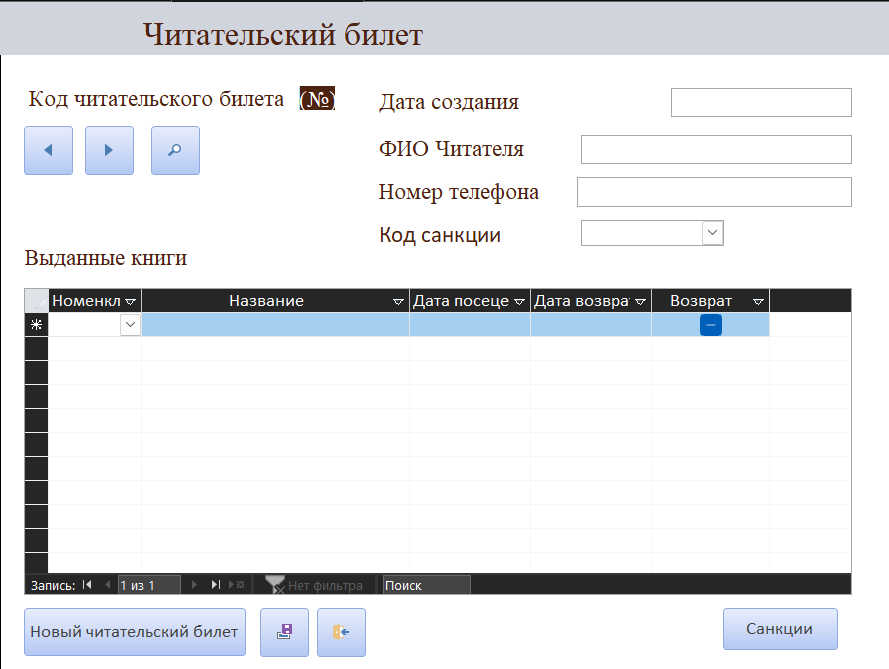 Читательский билет
Код читательского билета (№)
Дата создания
ФИО Читателя
Номер телефона
Код санкции
Выданные книги
Номенкл Название Дата посеще Дата возвра Возврат
Запись: 1 из 1 Нет фильтра Поиск
Новый читательский билет Санкции